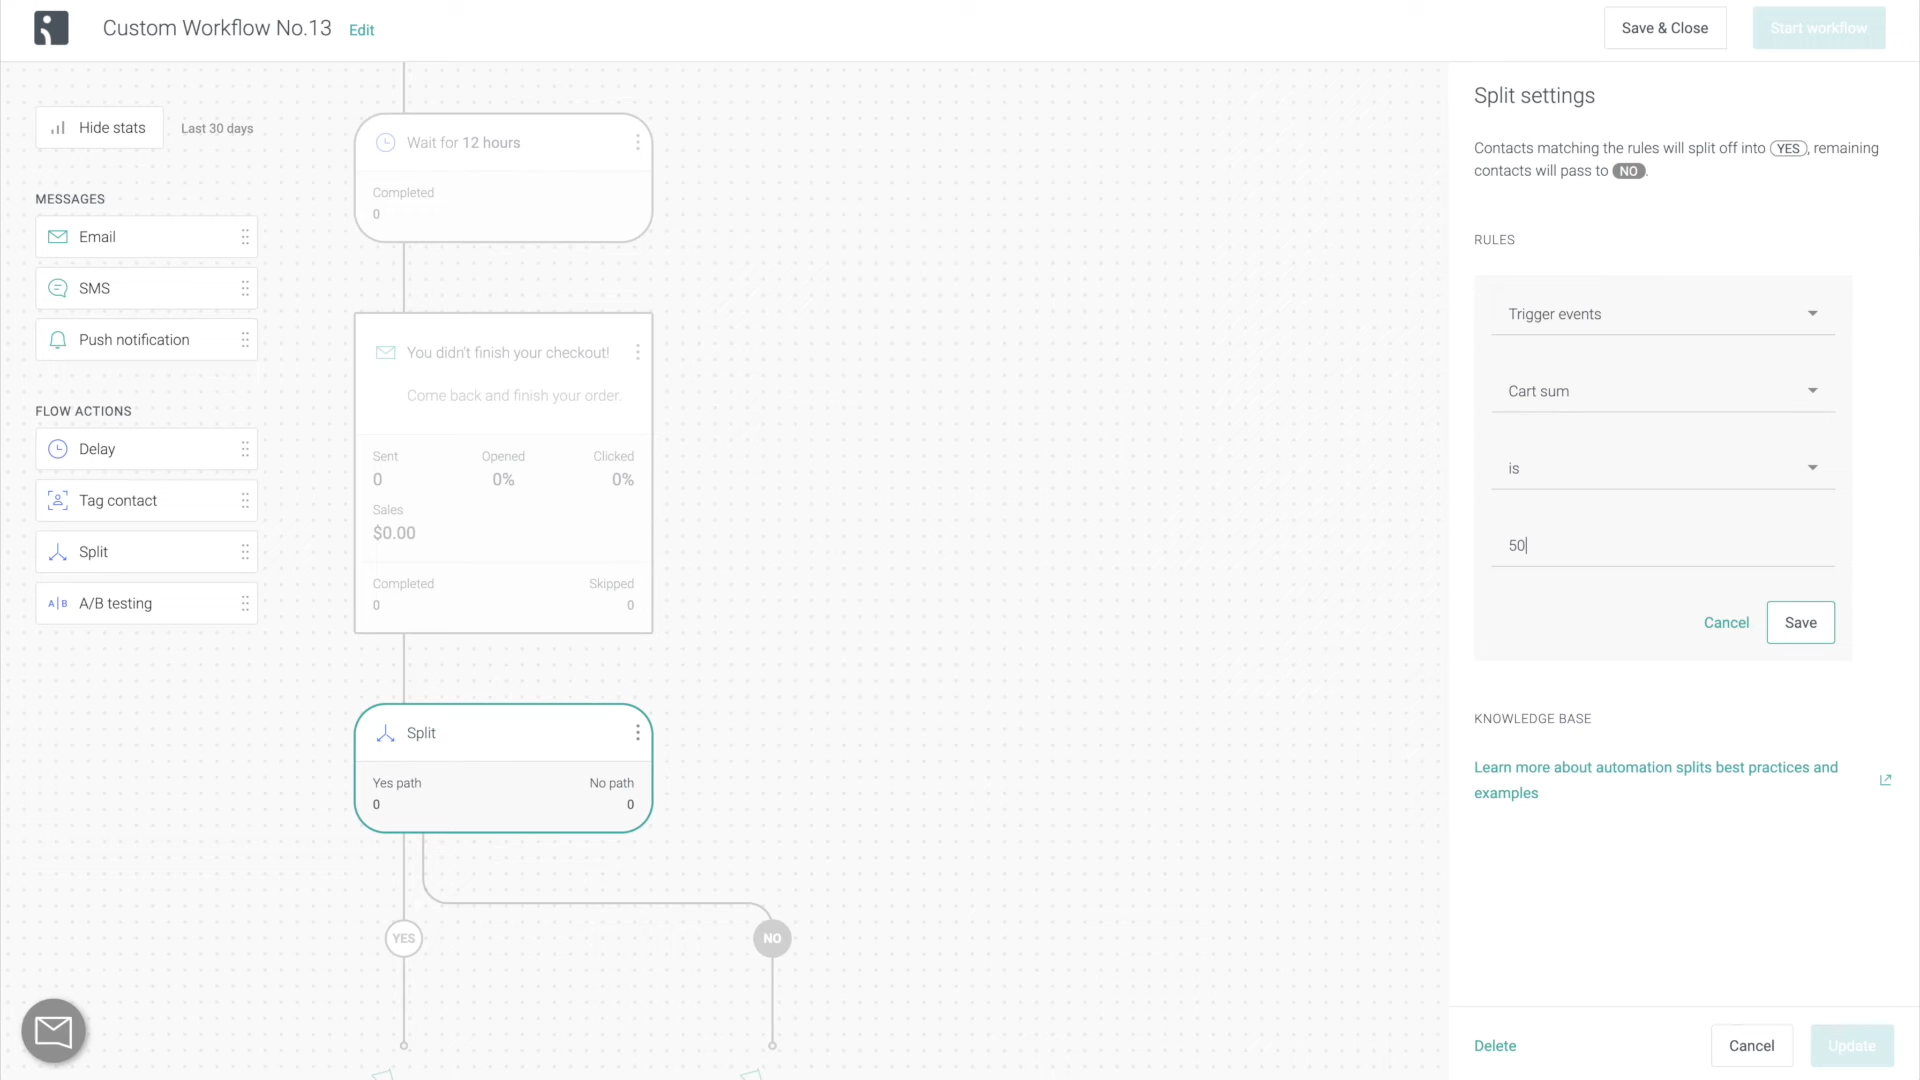 Custom Workflow No.13 Edit
Save & Close
Start workflow
Hide stats
Last 30 days
MESSAGES
Email
SMS
Push notification
FLOW ACTIONS
Delay
Tag contact
Split
A|B A/B testing
Wait for 12 hours
Completed
0
You didn't finish your checkout!
Come back and finish your order.
Sent Opened Clicked
0 0% 0%
Sales
$0.00
Completed Skipped
0 0
Split
Yes path No path
0 0
YES
NO
Split settings
Contacts matching the rules will split off into YES, remaining
contacts will pass to NO.
RULES
Trigger events
Cart sum
is
50
Cancel
Save
KNOWLEDGE BASE
Learn more about automation splits best practices and
examples
Delete
Cancel
Update